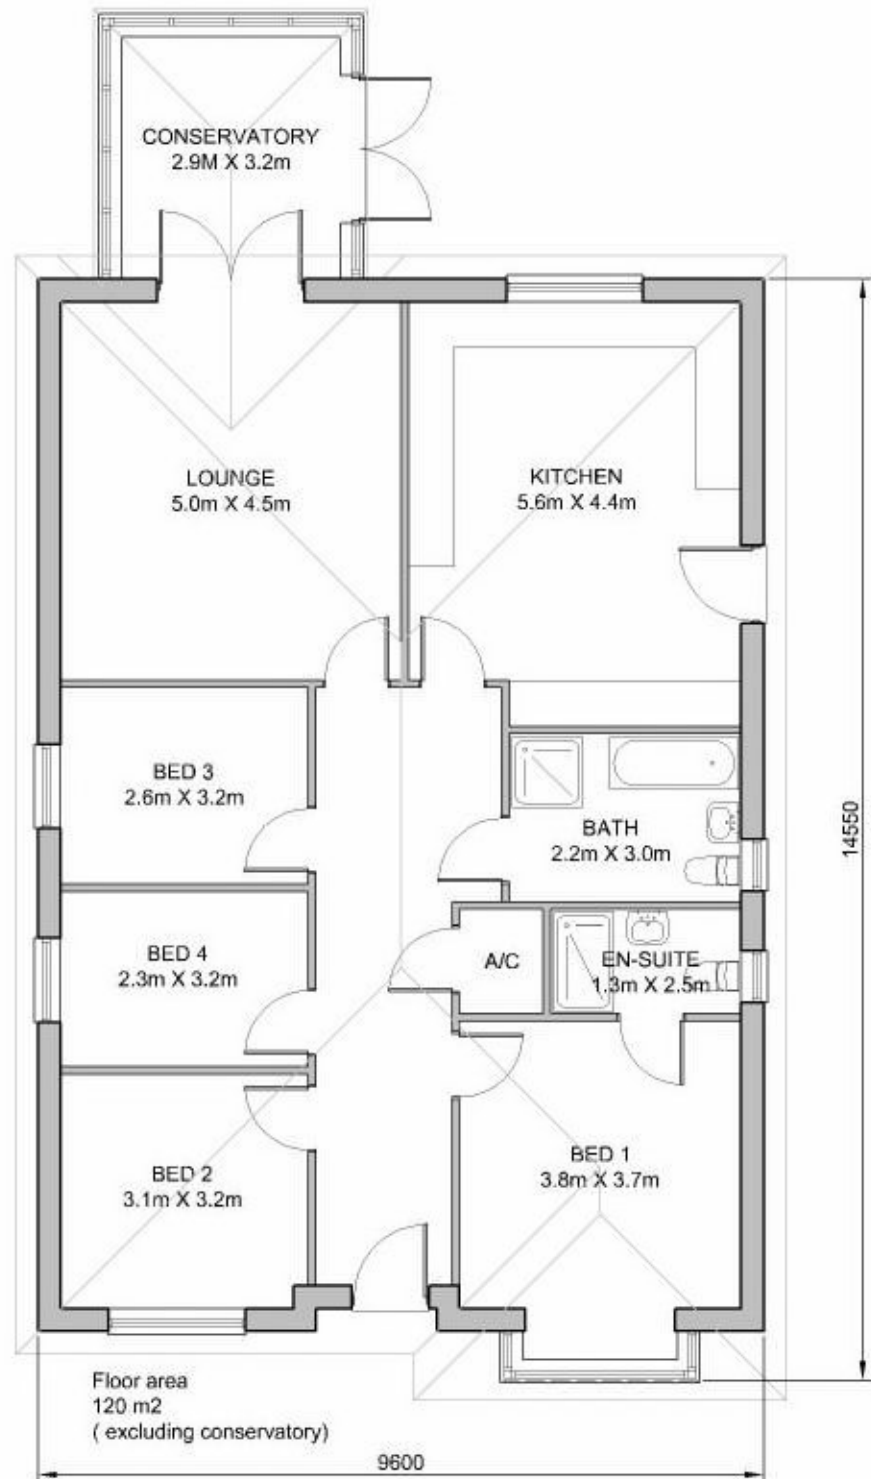 CONSERVATORY
2.9M X 3.2m
LOUNGE
5.0m X 4.5m
KITCHEN
5.6m X 4.4m
BED 3
2.6m X 3.2m
BATH
2.2m X 3.0m
14550
BED 4
2.3m X 3.2m
A/C
EN-SUITE
1.3m X 2.5m
BED 2
3.1m X 3.2m
BED 1
3.8m X 3.7m
Floor area
120 m2
( excluding conservatory)
9600